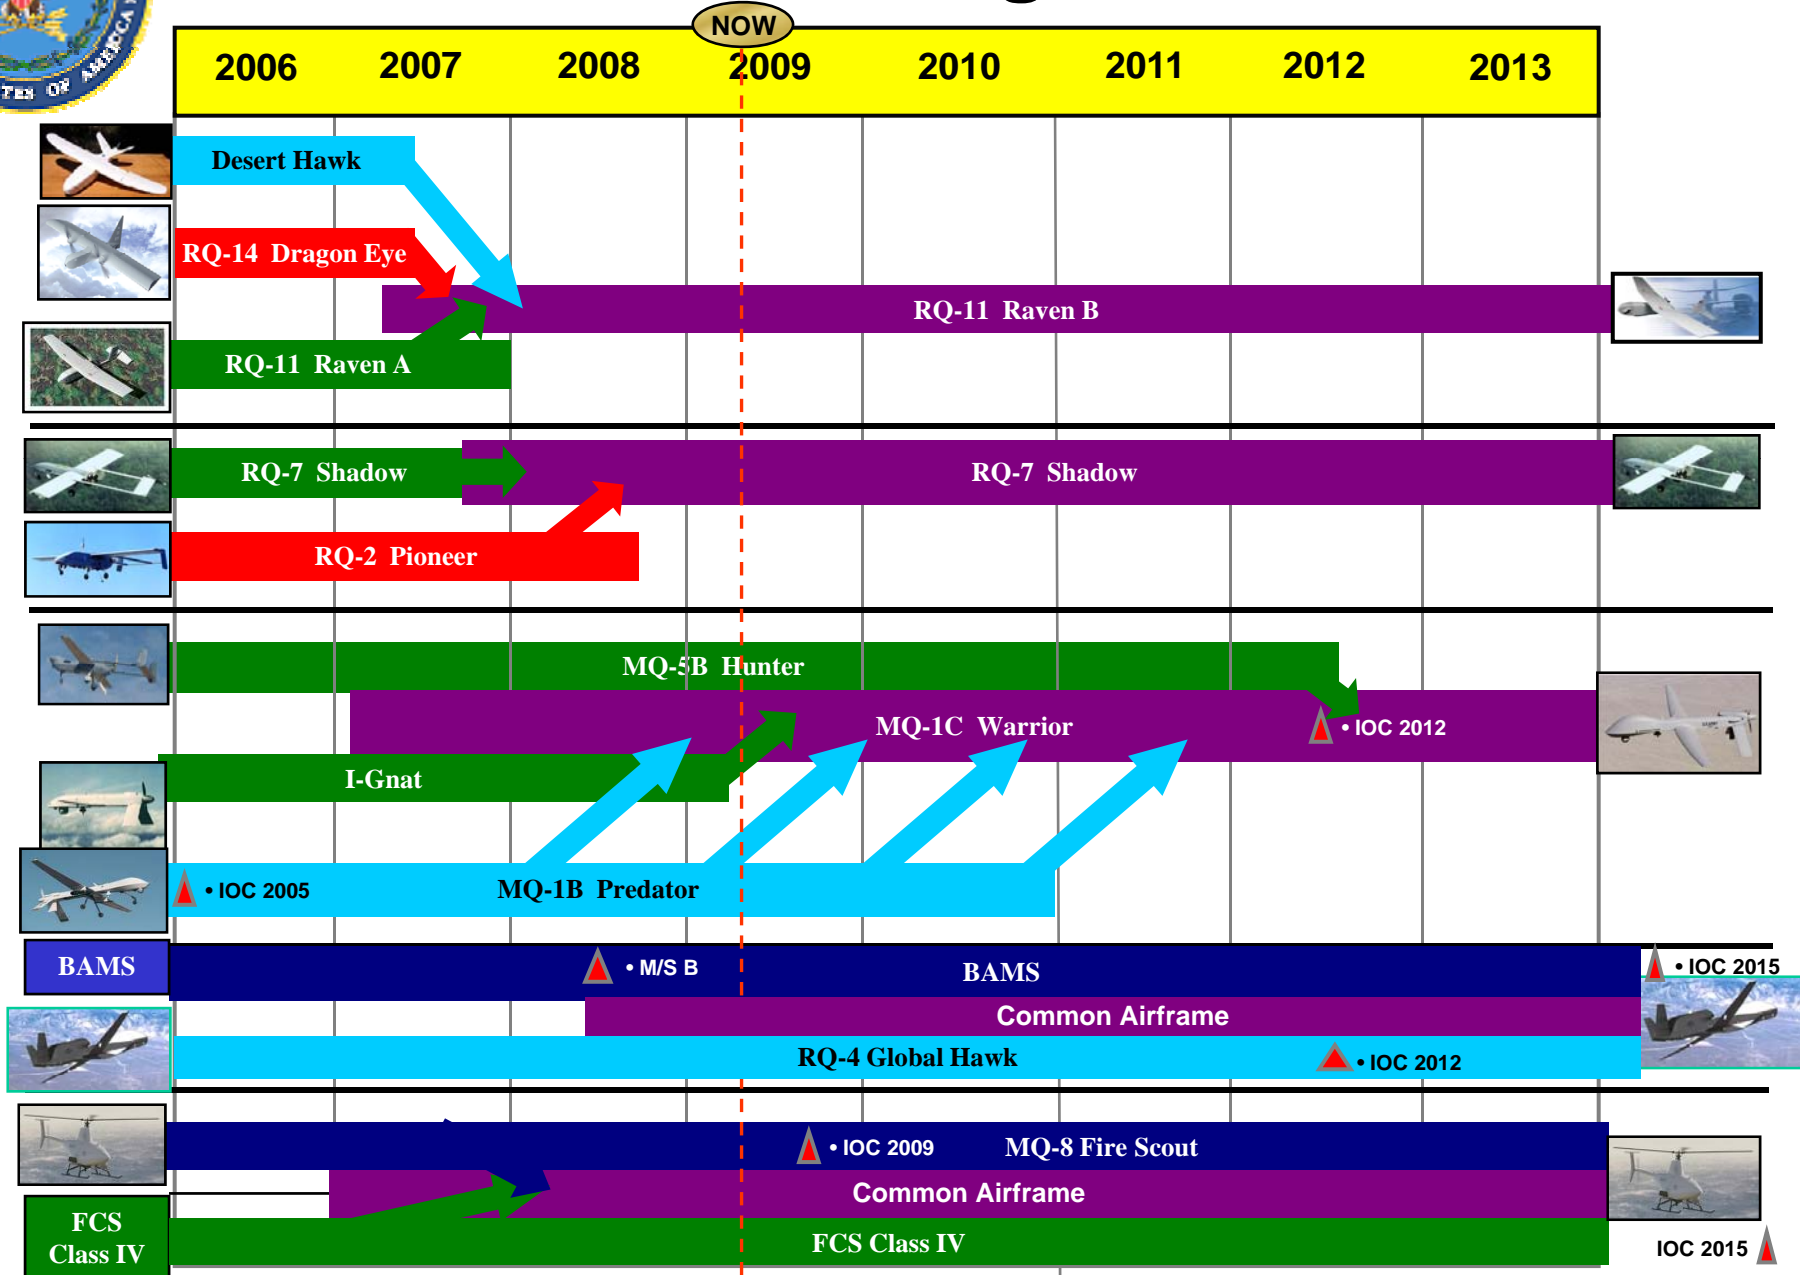 TES OF AMERICA
NOW
2006 2007 2008 2009 2010 2011 2012 2013
Desert Hawk
RQ-14 Dragon Eye
RQ-11 Raven B
RQ-11 Raven A
RQ-7 Shadow RQ-7 Shadow
RQ-2 Pioneer
MQ-5B Hunter
MQ-1C Warrior • IOC 2012
I-Gnat
• IOC 2005 MQ-1B Predator
BAMS • M/S B BAMS • IOC 2015
Common Airframe
RQ-4 Global Hawk • IOC 2012
• IOC 2009 MQ-8 Fire Scout
Common Airframe
FCS
Class IV
FCS Class IV
IOC 2015